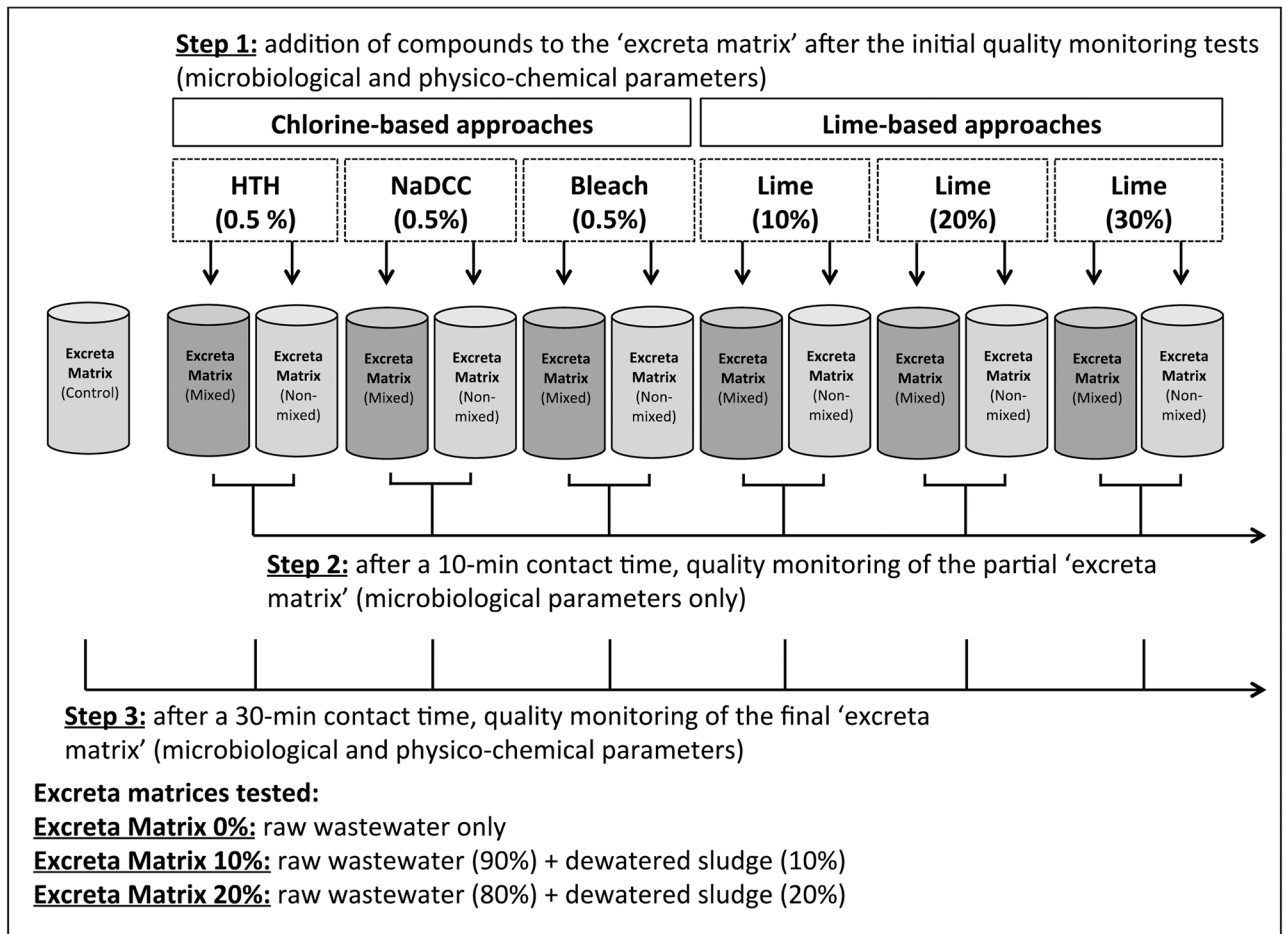 Step 1: addition of compounds to the ‘excreta matrix’ after the initial quality monitoring tests
(microbiological and physico-chemical parameters)
Chlorine-based approaches
Lime-based approaches
HTH
(0.5 %)
NaDCC
(0.5%)
Bleach
(0.5%)
Lime
(10%)
Lime
(20%)
Lime
(30%)
Excreta
Matrix
(Control)
Excreta
Matrix
(Mixed)
Excreta
Matrix
(Non-
mixed)
Excreta
Matrix
(Mixed)
Excreta
Matrix
(Non-
mixed)
Excreta
Matrix
(Mixed)
Excreta
Matrix
(Non-
mixed)
Excreta
Matrix
(Mixed)
Excreta
Matrix
(Non-
mixed)
Excreta
Matrix
(Mixed)
Excreta
Matrix
(Non-
mixed)
Excreta
Matrix
(Mixed)
Excreta
Matrix
(Non-
mixed)
Step 2: after a 10-min contact time, quality monitoring of the partial ‘excreta
matrix’ (microbiological parameters only)
Step 3: after a 30-min contact time, quality monitoring of the final ‘excreta
matrix’ (microbiological and physico-chemical parameters)
Excreta matrices tested:
Excreta Matrix 0%: raw wastewater only
Excreta Matrix 10%: raw wastewater (90%) + dewatered sludge (10%)
Excreta Matrix 20%: raw wastewater (80%) + dewatered sludge (20%)